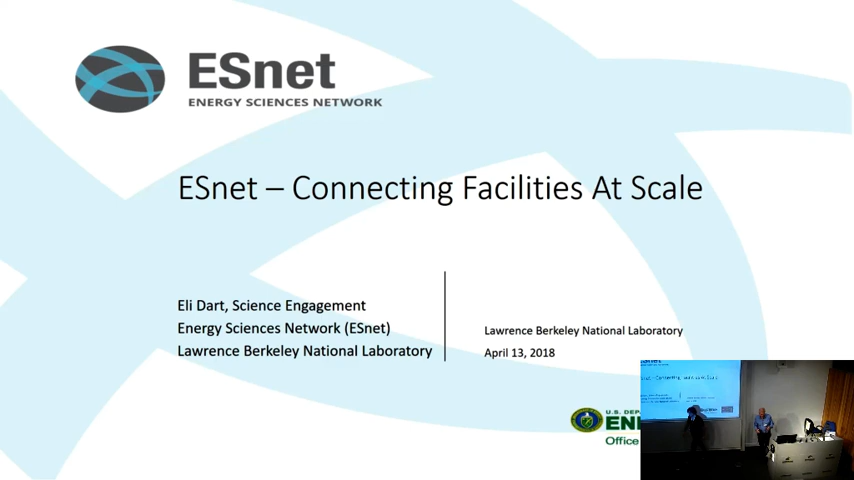 ESnet
ENERGY SCIENCES NETWORK
ESnet – Connecting Facilities At Scale
Eli Dart, Science Engagement
Energy Sciences Network (ESnet)
Lawrence Berkeley National Laboratory
Lawrence Berkeley National Laboratory
April 13, 2018
U.S.
Office